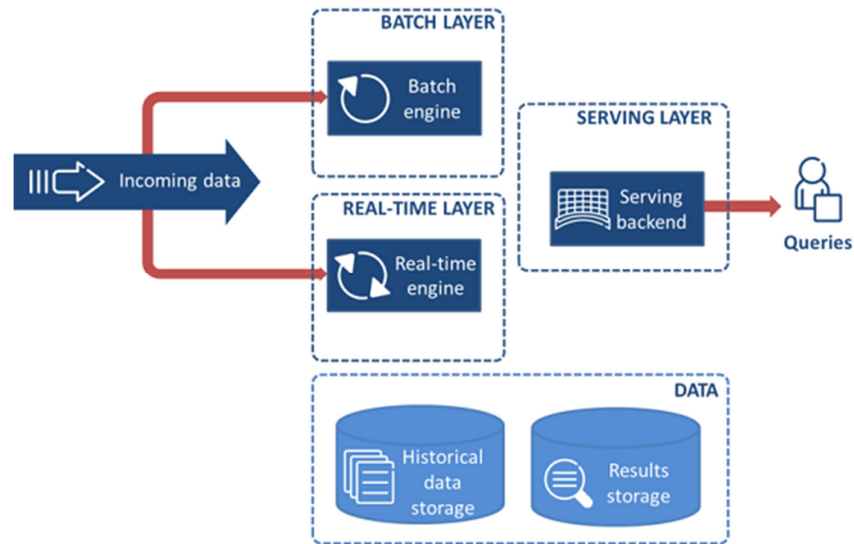 BATCH LAYER
Batch
engine
Incoming data
REAL-TIME LAYER
Real-time
engine
SERVING LAYER
Serving
backend
Queries
DATA
Historical
data
storage
Results
storage